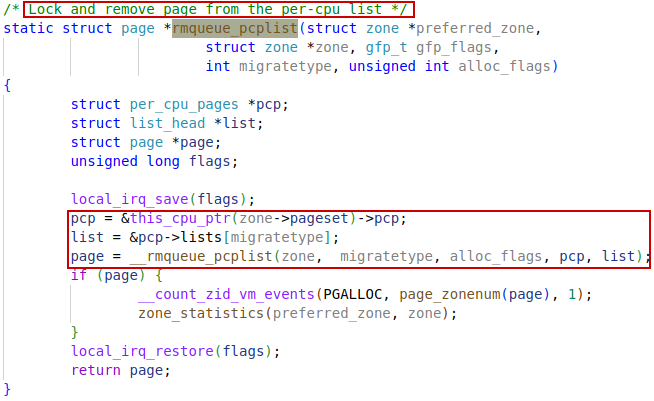 /* Lock and remove page from the per-cpu list */
static struct page *rmqueue_pcplist(struct zone *preferred_zone,
                        struct zone *zone, gfp_t gfp_flags,
                        int migratetype, unsigned int alloc_flags)
{
        struct per_cpu_pages *pcp;
        struct list_head *list;
        struct page *page;
        unsigned long flags;

        local_irq_save(flags);
        pcp = &this_cpu_ptr(zone->pageset)->pcp;
        list = &pcp->lists[migratetype];
        page = __rmqueue_pcplist(zone,  migratetype, alloc_flags, pcp, list);
        if (page) {
                __count_zid_vm_events(PGALLOC, page_zonenum(page), 1);
                zone_statistics(preferred_zone, zone);
        }
        local_irq_restore(flags);
        return page;
}